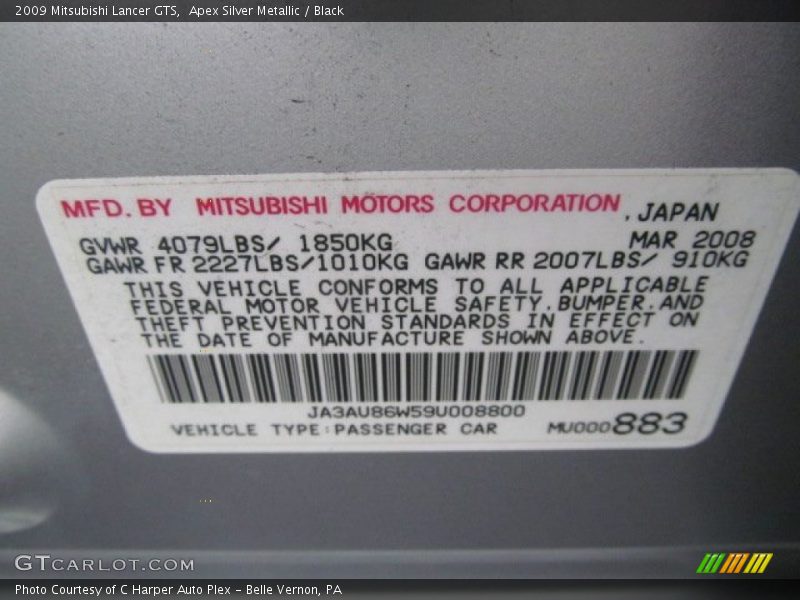 2009 Mitsubishi Lancer GTS,  Apex Silver Metallic / Black
MFD. BY MITSUBISHI MOTORS CORPORATION, JAPAN
GVWR 4079LBS/ 1850KG MAR 2008
GAWR FR 2227LBS/1010KG GAWR RR 2007LBS/ 910KG
THIS VEHICLE CONFORMS TO ALL APPLICABLE
FEDERAL MOTOR VEHICLE SAFETY,BUMPER,AND
THEFT PREVENTION STANDARDS IN EFFECT ON
THE DATE OF MANUFACTURE SHOWN ABOVE.
JA3AU86W59U008800
VEHICLE TYPE:PASSENGER CAR MU000883
GTCARLOT.COM
Photo Courtesy of C Harper Auto Plex – Belle Vernon, PA